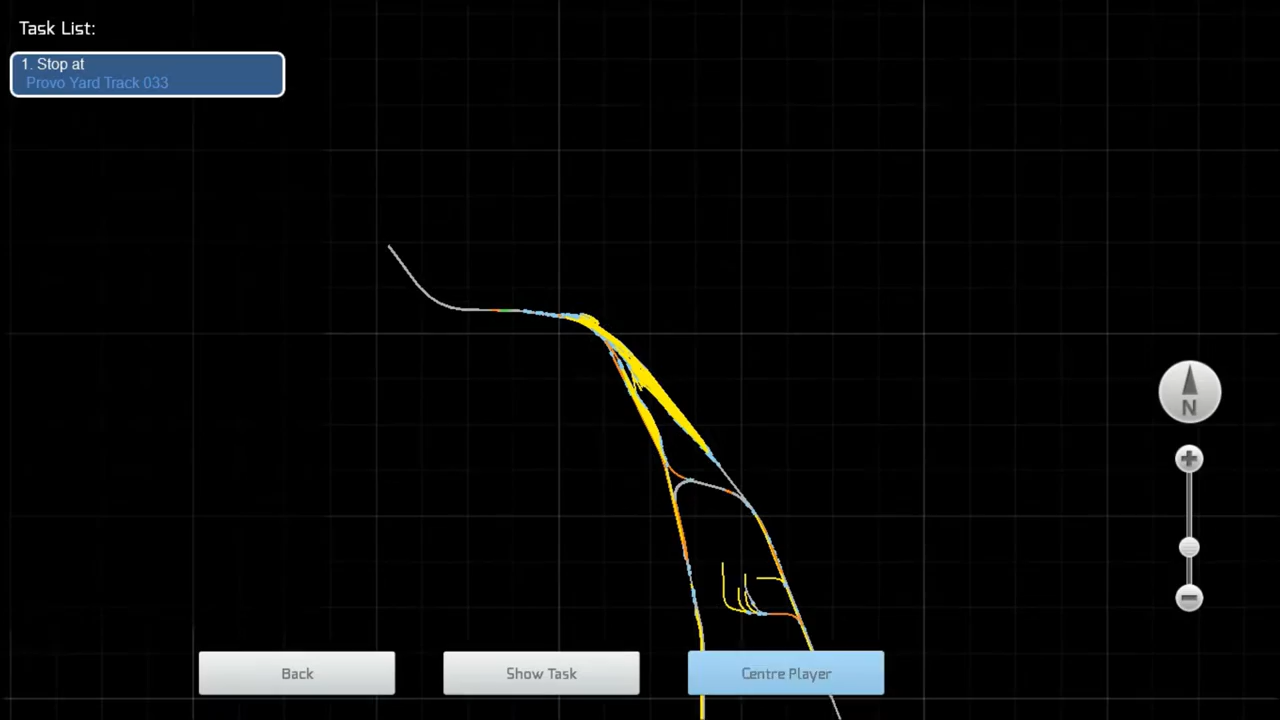 Task List:
1. Stop at
Provo Yard Track 033
N
Back
Show Task
Centre Player